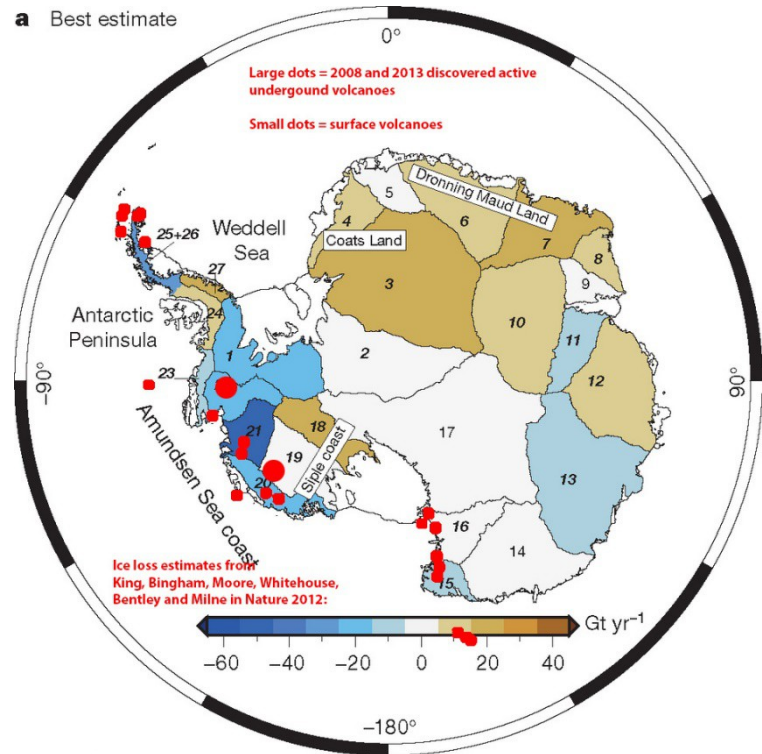 a Best estimate
0°
Large dots = 2008 and 2013 discovered active
undergound volcanoes
Small dots = surface volcanoes
5
Dronning Maud Land
4
6
7
Weddell
Sea
25+26
Coats Land
8
27
3
9
24
10
Antarctic
Peninsula
11
1
2
12
-90°
23
90°
21
18
17
19
Siple coast
13
20
Amundsen Sea coast
16
14
15
Ice loss estimates from
King, Bingham, Moore, Whitehouse,
Bentley and Milne in Nature 2012:
Gt yr⁻¹
−60 −40 −20 0 20 40
-180°